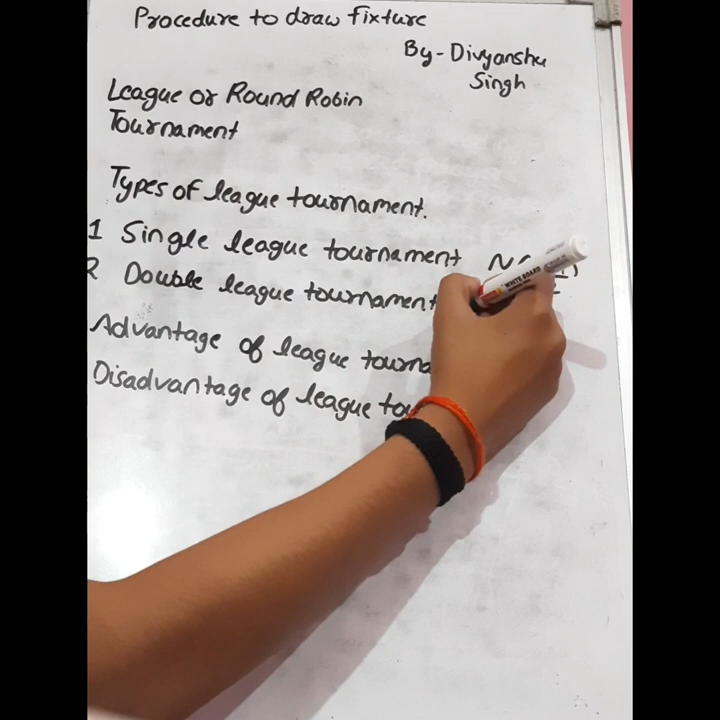 Procedure to draw fixture
By - Divyanshu
Singh
League or Round Robin
Tournament
Types of league tournament.
1 Single league tournament
2 Double league tournament
Advantage of league
Disadvantage of league
WHITE BOARD